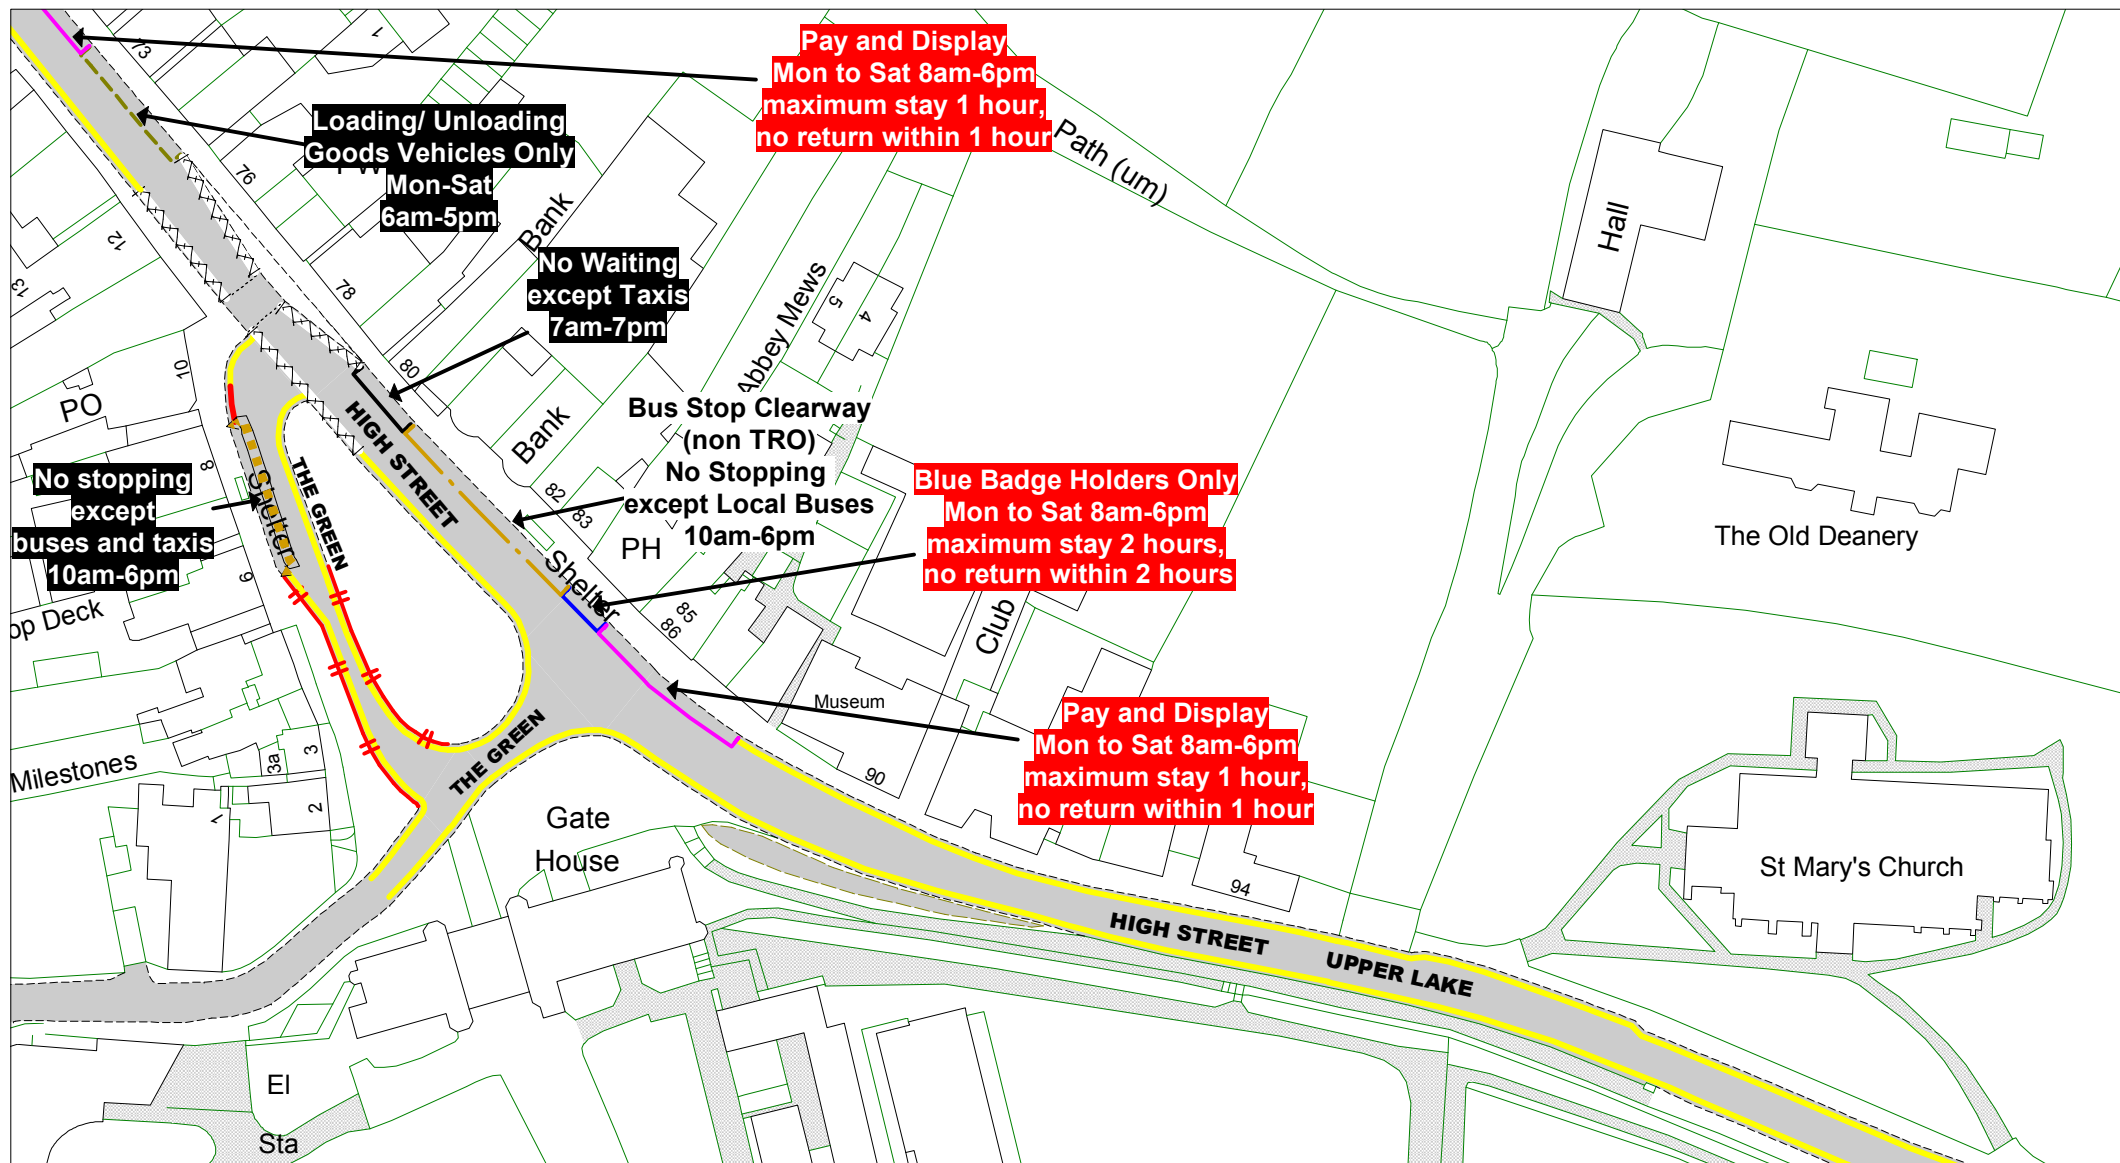 Pay and Display
Mon to Sat 8am-6pm
maximum stay 1 hour,
no return within 1 hour
73
1
Loading/ Unloading
Goods Vehicles Only
Mon-Sat
6am-5pm
76
Path (um)
Hall
12
13
78
Bank
No Waiting
except Taxis
7am-7pm
Abbey Mews
5
4
10
80
PO
HIGH STREET
Bank
Bus Stop Clearway
(non TRO)
No Stopping
except Local Buses
10am-6pm
8
No stopping
except
buses and taxis
10am-6pm
Shelter
THE GREEN
82
83
PH
Blue Badge Holders Only
Mon to Sat 8am-6pm
maximum stay 2 hours,
no return within 2 hours
The Old Deanery
6
op Deck
Shelter
85
86
Club
Museum
Pay and Display
Mon to Sat 8am-6pm
maximum stay 1 hour,
no return within 1 hour
THE GREEN
Milestones
3a
3
2
1
90
Gate
House
94
St Mary's Church
HIGH STREET
UPPER LAKE
El
Sta